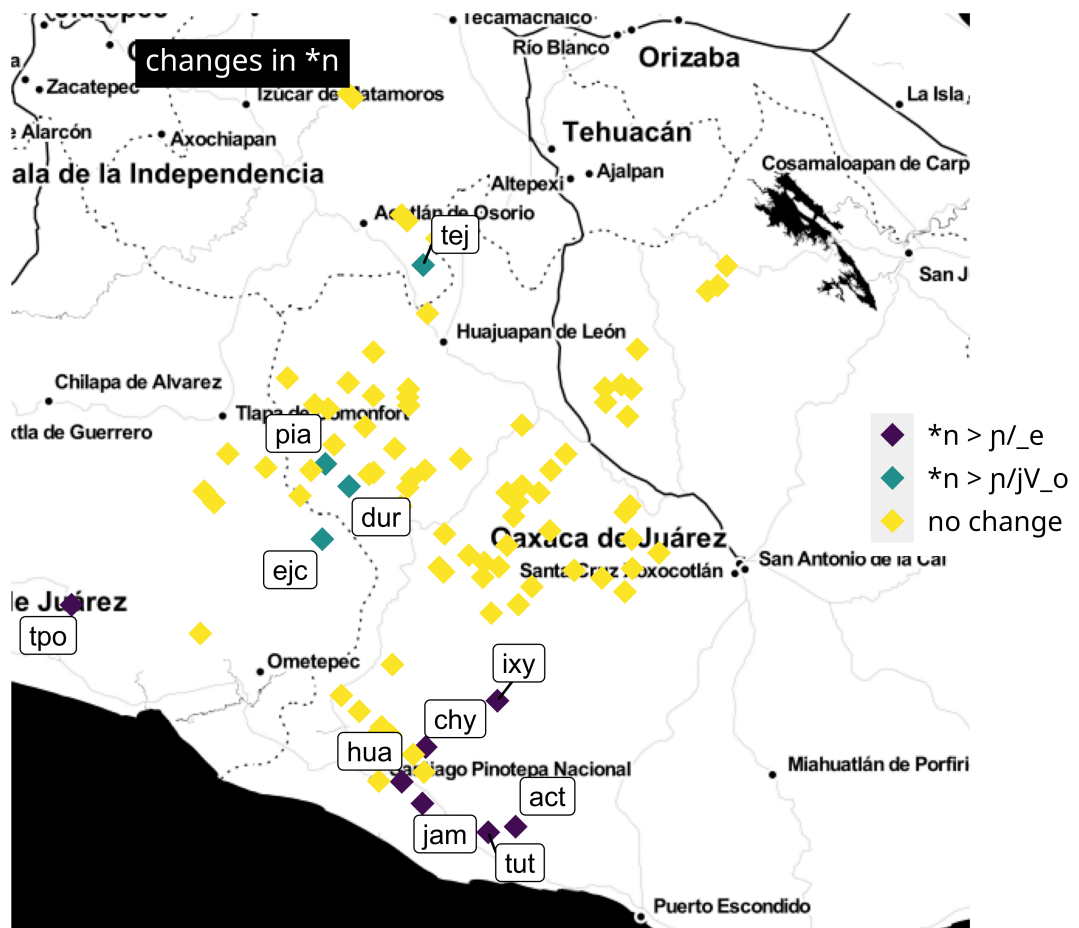 Tecamachalco
Río Blanco
Orizaba
changes in *n
Zacatepec
Izúcar de Matamoros
La Isla
e Alarcón
Axochiapan
Tehuacán
Ajalpan
Altepexi
Cosamaloapan de Carp
ala de la Independencia
Acatlán de Osorio
tej
San J
Huajuapan de León
Chilapa de Alvarez
Tlapa de Comonfort
xtla de Guerrero
pia
*n > ɲ/_e
*n > ɲ/jV_o
no change
dur
Oaxaca de Juárez
San Antonio de la Cal
Santa Cruz Xoxocotlán
ejc
le Juárez
tpo
Ometepec
ixy
chy
hua
Santiago Pinotepa Nacional
Miahuatlán de Porfiri
act
jam
tut
Puerto Escondido